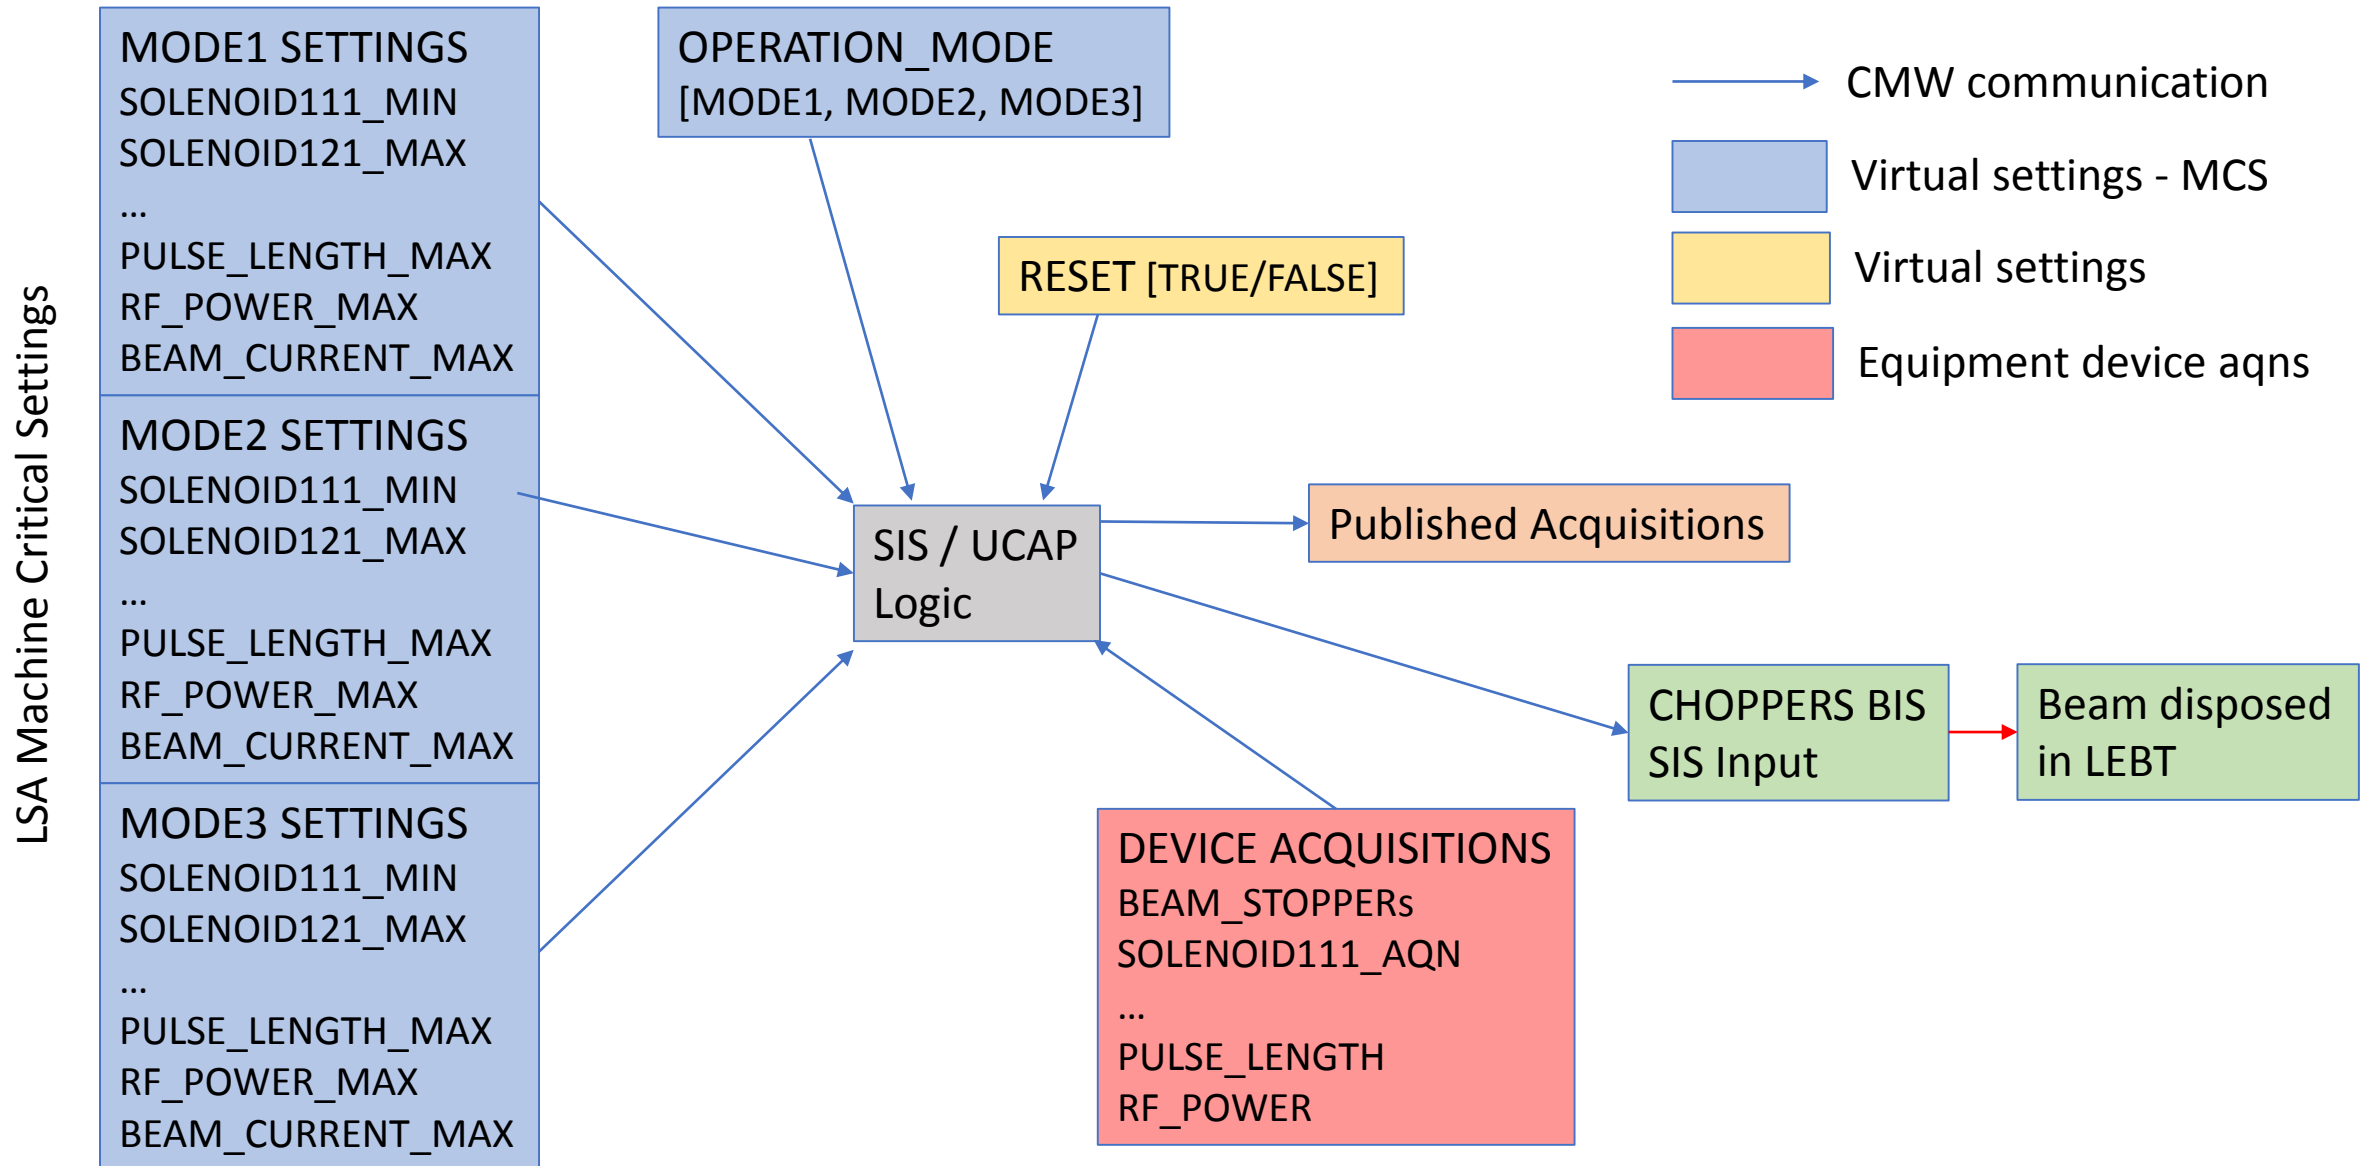 LSA Machine Critical Settings
MODE1 SETTINGS
SOLENOID111_MIN
SOLENOID121_MAX
...
PULSE_LENGTH_MAX
RF_POWER_MAX
BEAM_CURRENT_MAX
MODE2 SETTINGS
SOLENOID111_MIN
SOLENOID121_MAX
...
PULSE_LENGTH_MAX
RF_POWER_MAX
BEAM_CURRENT_MAX
MODE3 SETTINGS
SOLENOID111_MIN
SOLENOID121_MAX
...
PULSE_LENGTH_MAX
RF_POWER_MAX
BEAM_CURRENT_MAX
OPERATION_MODE
[MODE1, MODE2, MODE3]
RESET [TRUE/FALSE]
SIS / UCAP
Logic
Published Acquisitions
CHOPPERS BIS
SIS Input
Beam disposed
in LEBT
DEVICE ACQUISITIONS
BEAM_STOPPERs
SOLENOID111_AQN
...
PULSE_LENGTH
RF_POWER
CMW communication
Virtual settings - MCS
Virtual settings
Equipment device aqns